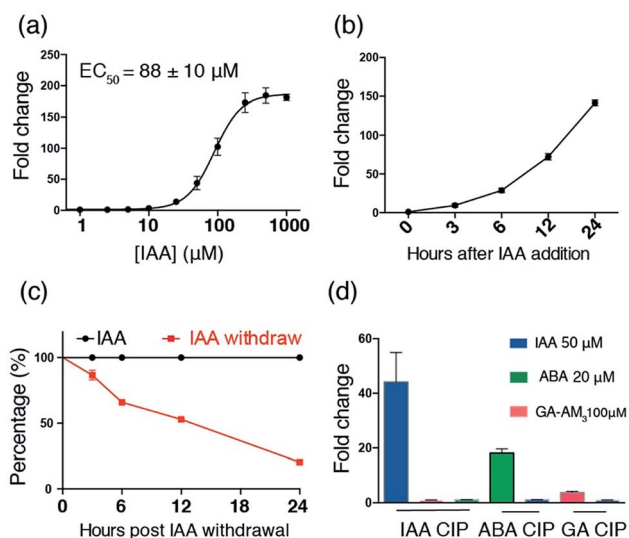 (a)
EC50 = 88 ± 10 µM
Fold change
250
200
150
100
50
0
1 10 100 1000
[IAA] (µM)
(b)
Fold change
200
150
100
50
0
0 3 6 12 24
Hours after IAA addition
(c)
IAA IAA withdraw
Percentage (%)
100
50
0
0 6 12 18 24
Hours post IAA withdrawal
(d)
Fold change
60
40
20
0
IAA 50 µM
ABA 20 µM
GA-AM3100µM
IAA CIP ABA CIP GA CIP